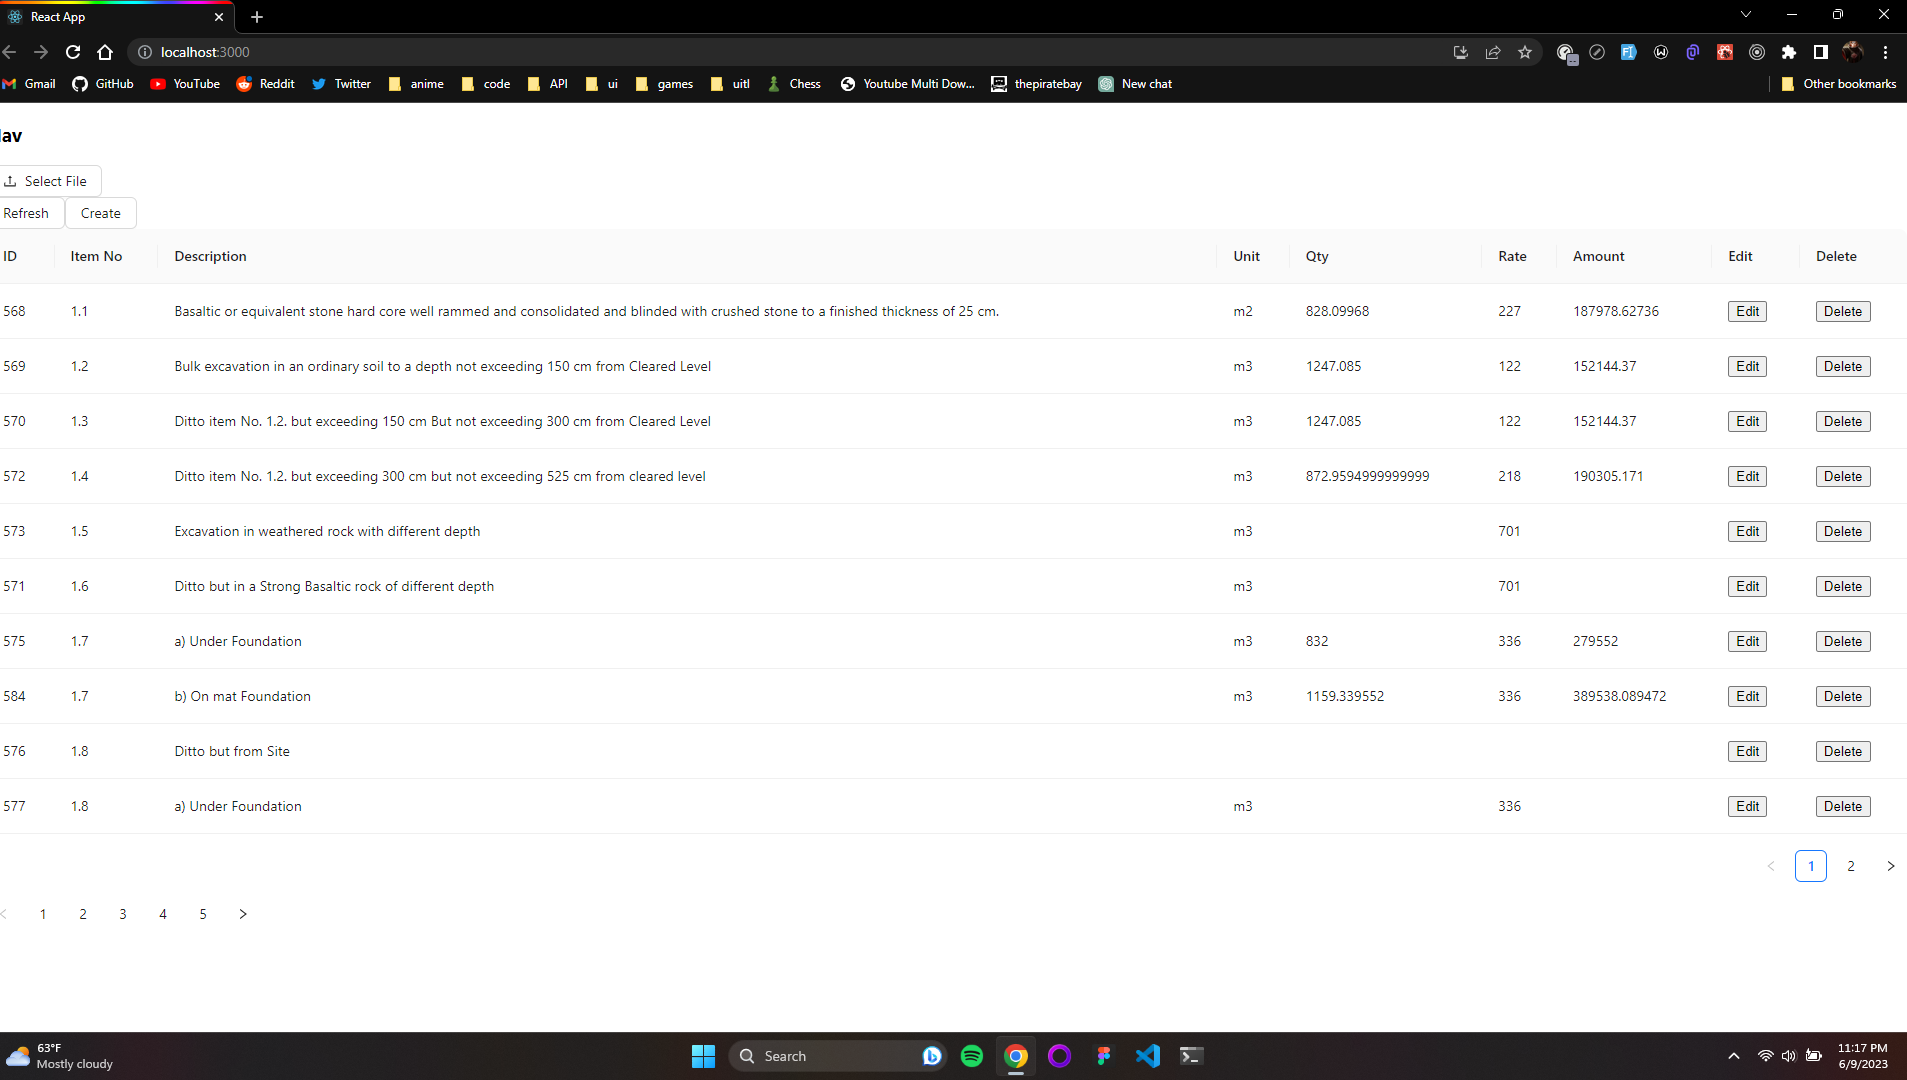 React App
localhost:3000
Gmail GitHub YouTube Reddit Twitter anime code API ui games uitl Chess Youtube Multi Dow... thepiratebay New chat Other bookmarks
lav
Select File
Refresh Create
ID Item No Description Unit Qty Rate Amount Edit Delete
568 1.1 Basaltic or equivalent stone hard core well rammed and consolidated and blinded with crushed stone to a finished thickness of 25 cm. m2 828.09968 227 187978.62736 Edit Delete
569 1.2 Bulk excavation in an ordinary soil to a depth not exceeding 150 cm from Cleared Level m3 1247.085 122 152144.37 Edit Delete
570 1.3 Ditto item No. 1.2. but exceeding 150 cm But not exceeding 300 cm from Cleared Level m3 1247.085 122 152144.37 Edit Delete
572 1.4 Ditto item No. 1.2. but exceeding 300 cm but not exceeding 525 cm from cleared level m3 872.9594999999999 218 190305.171 Edit Delete
573 1.5 Excavation in weathered rock with different depth m3 701 Edit Delete
571 1.6 Ditto but in a Strong Basaltic rock of different depth m3 701 Edit Delete
575 1.7 a) Under Foundation m3 832 336 279552 Edit Delete
584 1.7 b) On mat Foundation m3 1159.339552 336 389538.089472 Edit Delete
576 1.8 Ditto but from Site Edit Delete
577 1.8 a) Under Foundation m3 336 Edit Delete
1 2
1 2 3 4 5
63°F
Mostly cloudy
Search
11:17 PM
6/9/2023